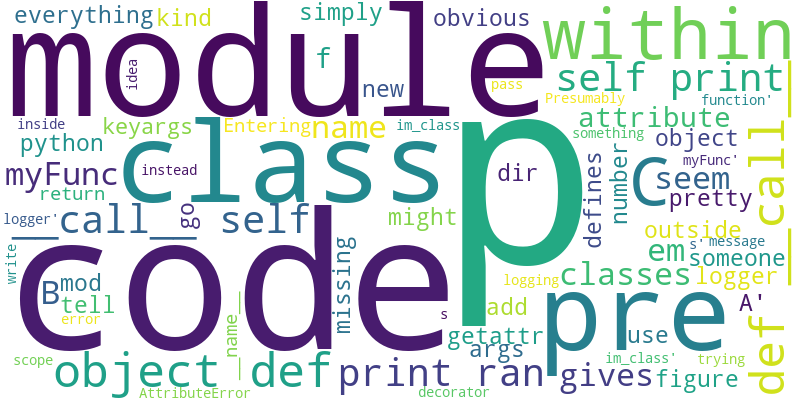 everything
kind
simply
obvious
module
within
f
idea
new
pass
self print
Presumably
function'
inside
keyargs
Entering
name
im_class
attribute
something
python
class
p
object
myFunc
instead
dir
defines
number
C
seem
myFunc'
return
pretty
logger'
__call__
go
self
might
outside
write
code
missing
em
s'
message
someone
B
mod
classes
logger
logging
tell
__name__
s
add
pre
A'
error
getattr
use
def __call__
scope
object
def
print
ran
args
gives
im_class'
trying
figure
AttributeError
decorator